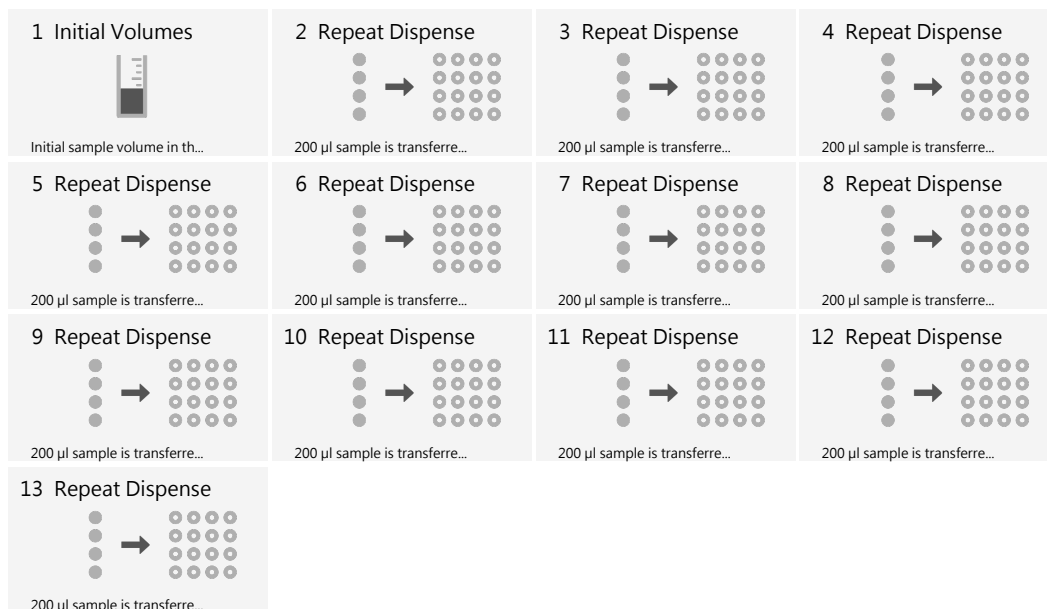 1 Initial Volumes
Initial sample volume in th...
2 Repeat Dispense
200 µl sample is transferre...
3 Repeat Dispense
200 µl sample is transferre...
4 Repeat Dispense
200 µl sample is transferre...
5 Repeat Dispense
200 µl sample is transferre...
6 Repeat Dispense
200 µl sample is transferre...
7 Repeat Dispense
200 µl sample is transferre...
8 Repeat Dispense
200 µl sample is transferre...
9 Repeat Dispense
200 µl sample is transferre...
10 Repeat Dispense
200 µl sample is transferre...
11 Repeat Dispense
200 µl sample is transferre...
12 Repeat Dispense
200 µl sample is transferre...
13 Repeat Dispense
200 µl sample is transferre...